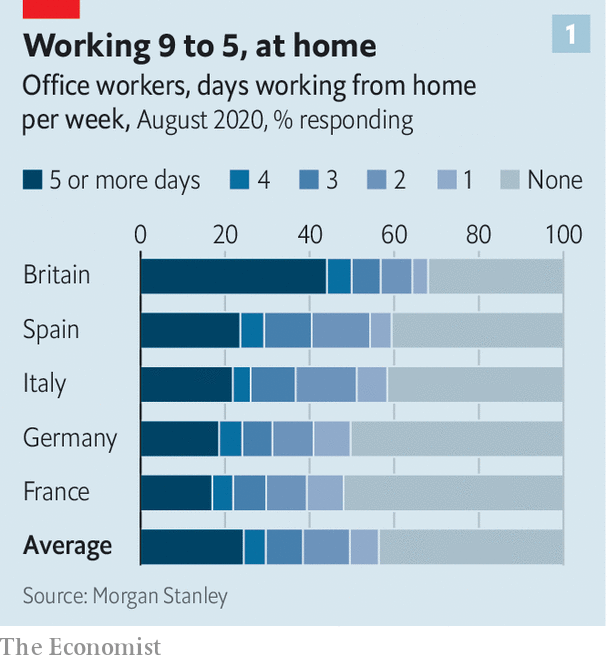 1
Working 9 to 5, at home
Office workers, days working from home
per week, August 2020, % responding
5 or more days 4 3 2 1 None
0 20 40 60 80 100
Britain
Spain
Italy
Germany
France
Average
Source: Morgan Stanley
The Economist